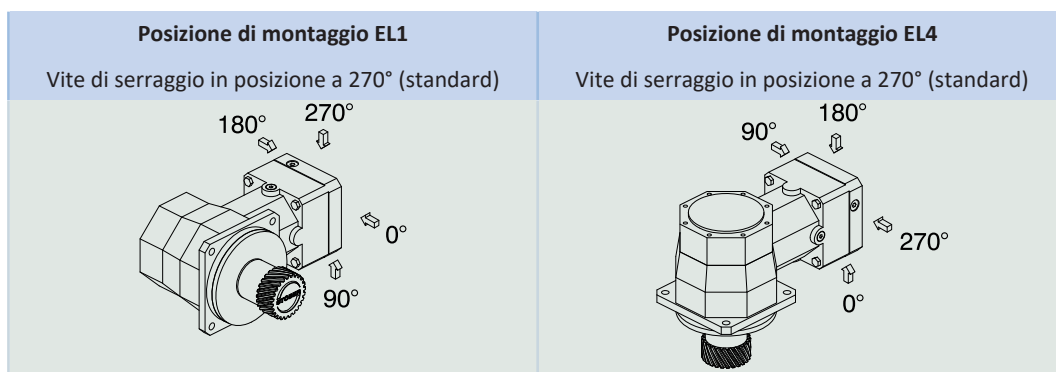 Posizione di montaggio EL1
Vite di serraggio in posizione a 270° (standard)
180°
270°
0°
90°
Posizione di montaggio EL4
Vite di serraggio in posizione a 270° (standard)
180°
90°
270°
0°